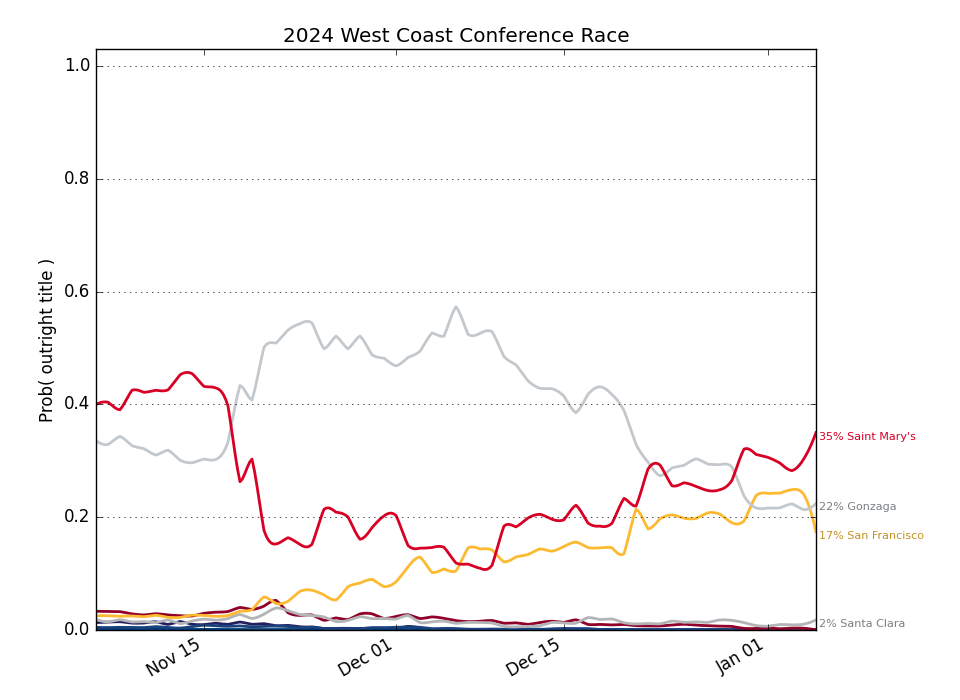 2024 West Coast Conference Race
Prob( outright title )
1.0
0.8
0.6
0.4
0.2
0.0
35% Saint Mary's
22% Gonzaga
17% San Francisco
2% Santa Clara
Nov 15
Dec 01
Dec 15
Jan 01